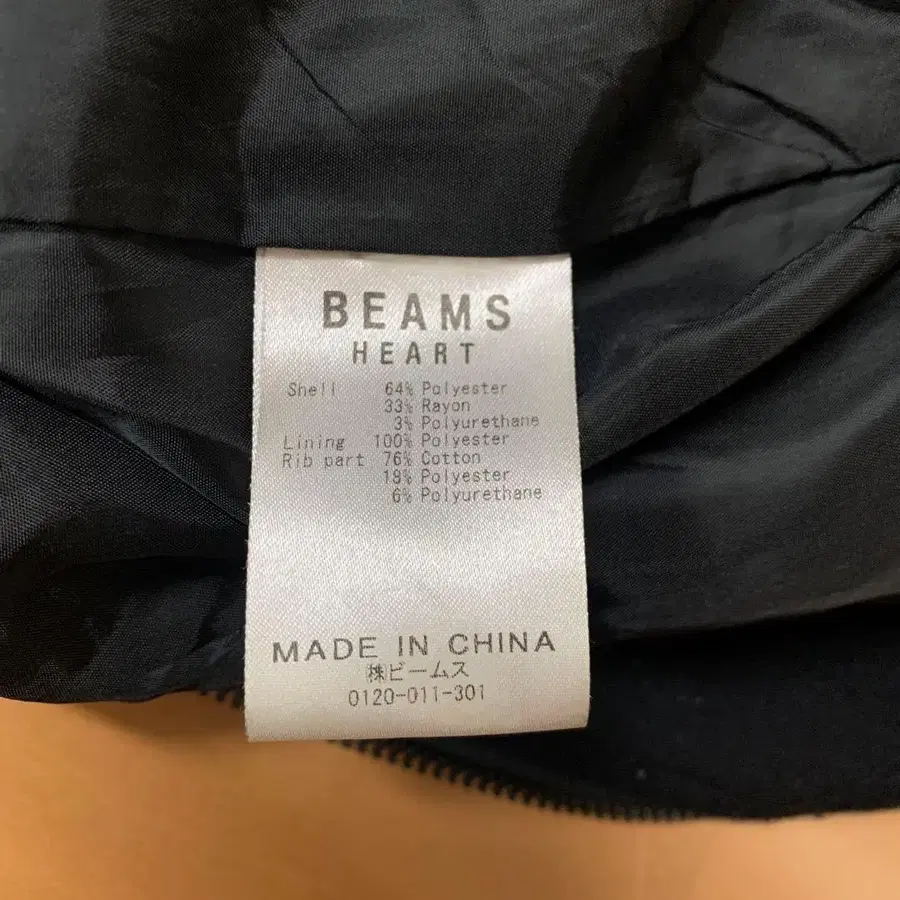 BEAMS
HEART
Shell 64% Polyester
33% Rayon
3% Polyurethane
Lining 100% Polyester
Rib part 76% Cotton
18% Polyester
6% Polyurethane
MADE IN CHINA
㈱ビームス
0120-011-301